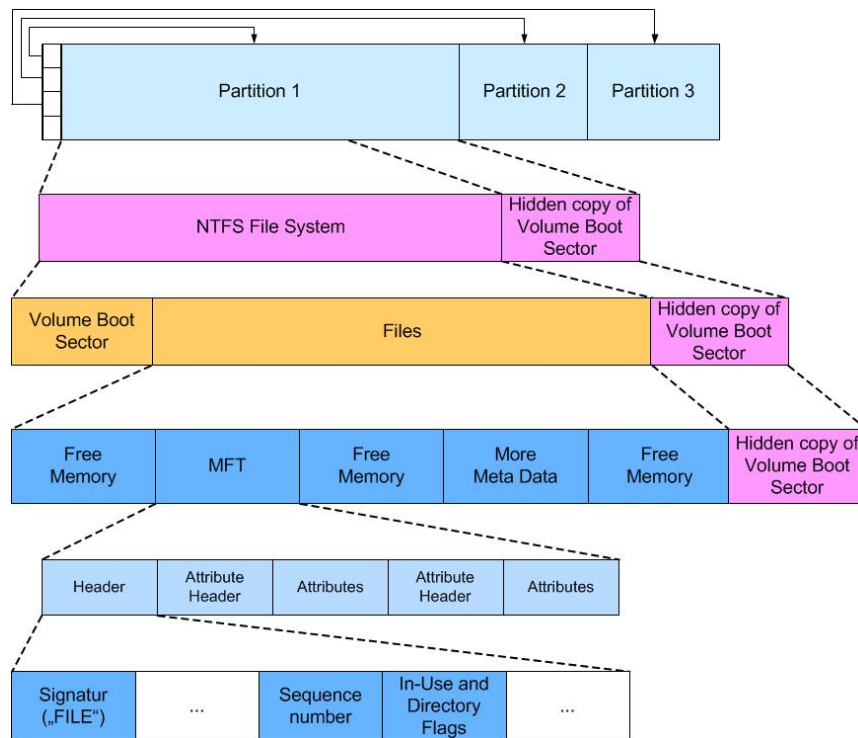 Partition 1
Partition 2
Partition 3
NTFS File System
Hidden copy of
Volume Boot
Sector
Volume Boot
Sector
Files
Hidden copy of
Volume Boot
Sector
Free
Memory
MFT
Free
Memory
More
Meta Data
Free
Memory
Hidden copy of
Volume Boot
Sector
Header
Attribute
Header
Attributes
Attribute
Header
Attributes
Signatur
(„FILE“)
...
Sequence
number
In-Use and
Directory
Flags
...